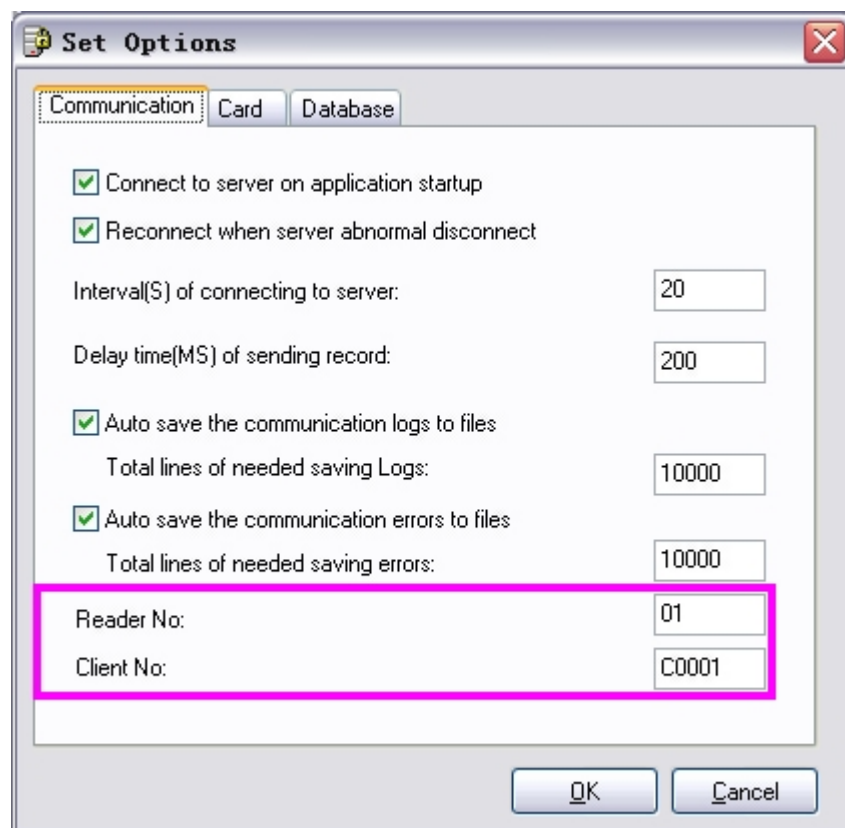 Set Options
Communication Card Database
Connect to server on application startup
Reconnect when server abnormal disconnect
Interval(S) of connecting to server: 20
Delay time(MS) of sending record: 200
Auto save the communication logs to files
Total lines of needed saving Logs: 10000
Auto save the communication errors to files
Total lines of needed saving errors: 10000
Reader No: 01
Client No: C0001
OK Cancel